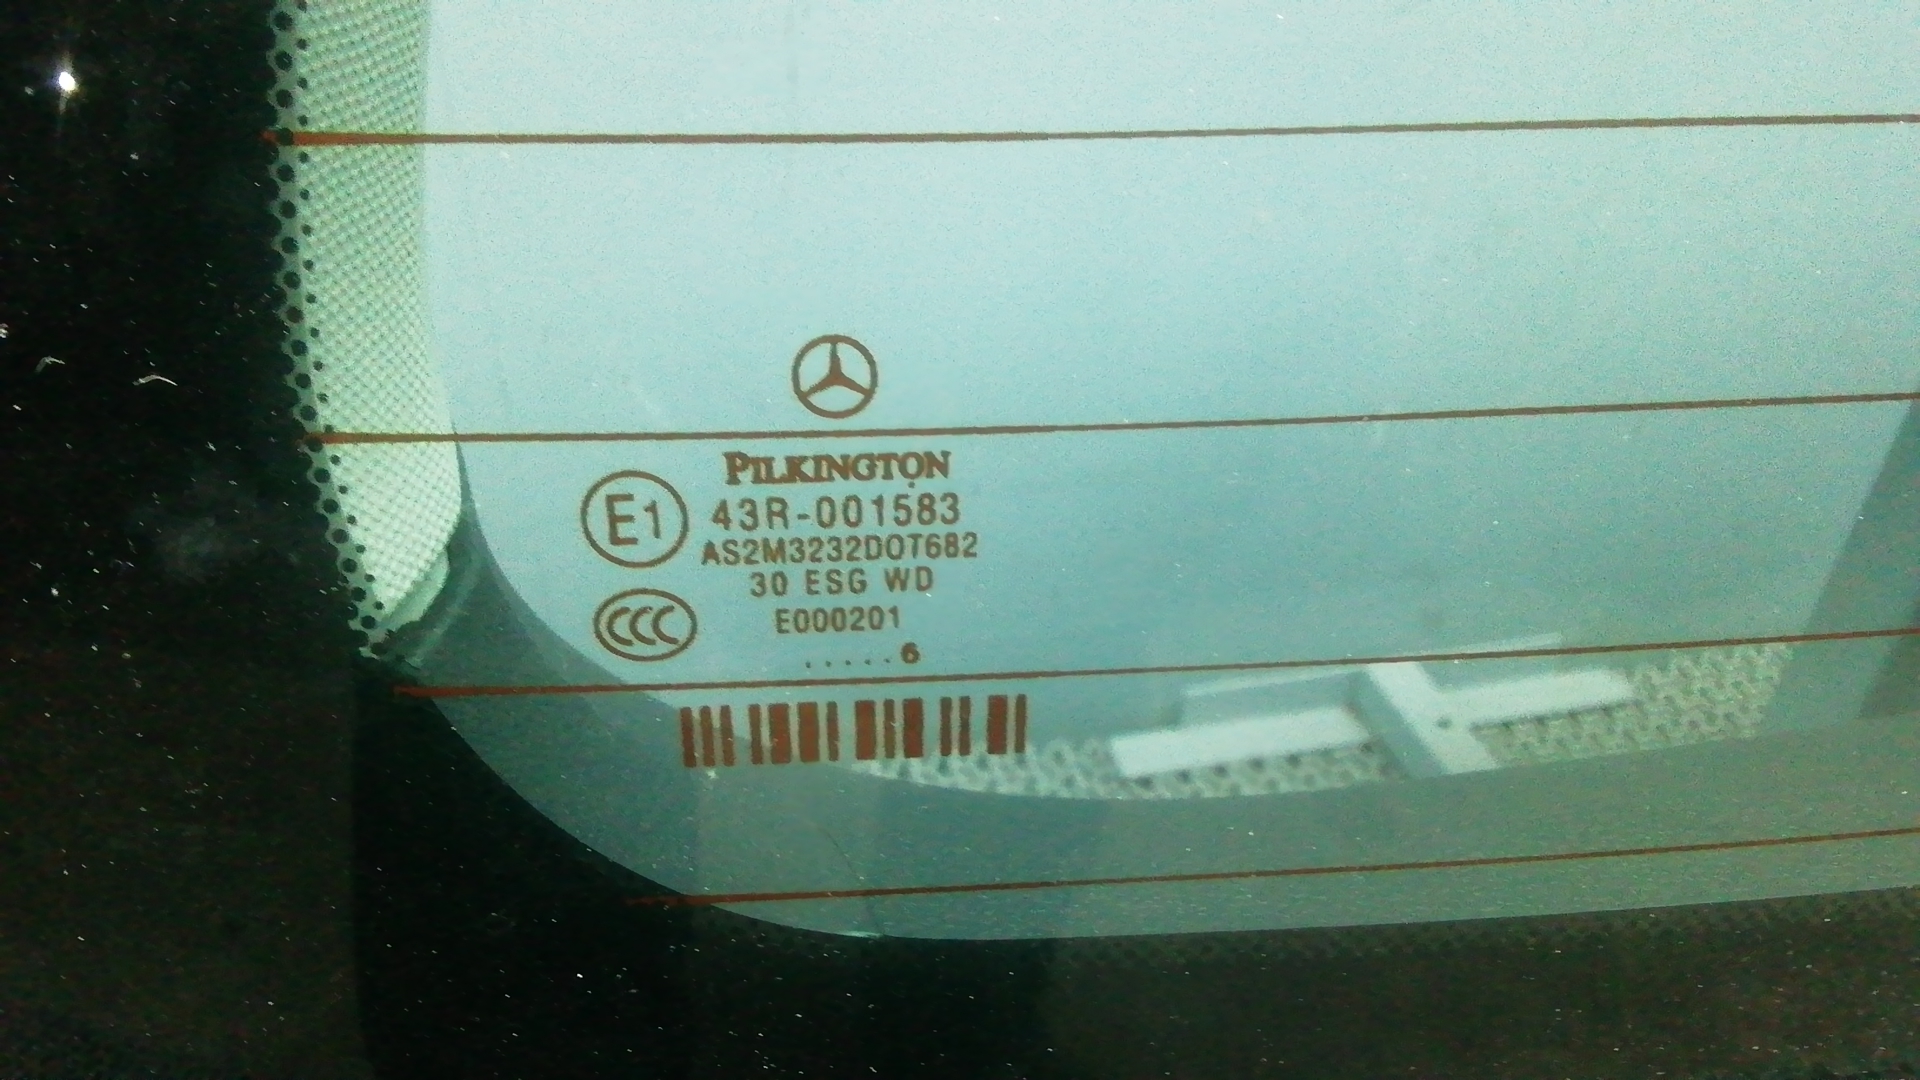 PILKINGTON
E1
43R-001583
AS2M3232DOT682
30 ESG WD
E000201
CCC
.....6